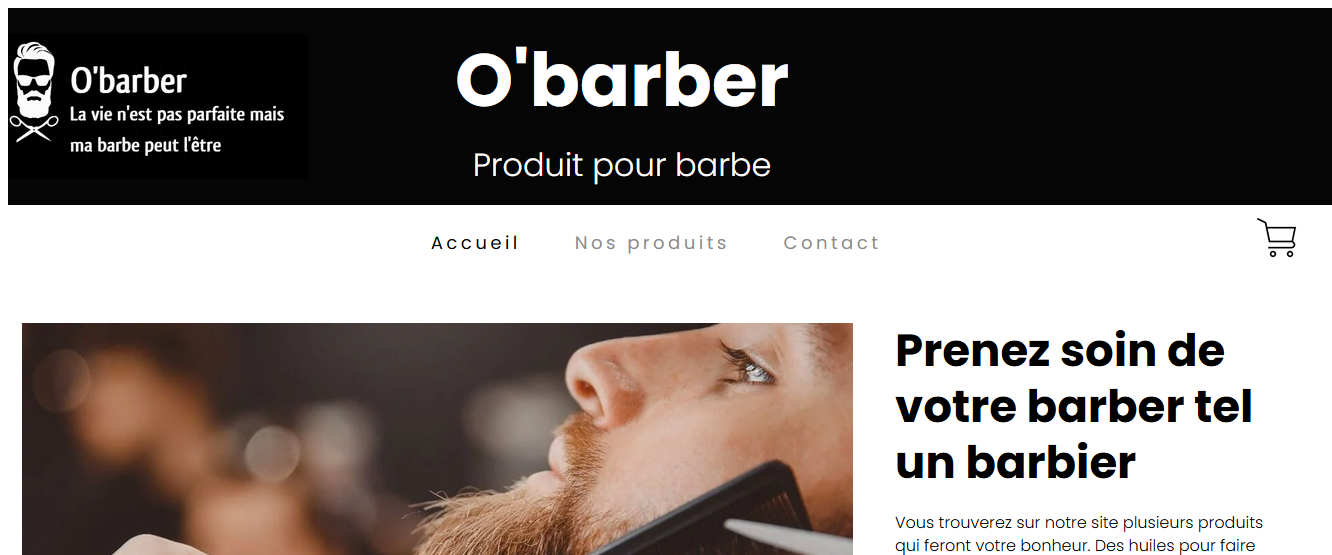 O'barber
La vie n'est pas parfaite mais
ma barbe peut l'être
O'barber
Produit pour barbe
Accueil
Nos produits
Contact
Prenez soin de
votre barber tel
un barbier
Vous trouverez sur notre site plusieurs produits
qui feront votre bonheur. Des huiles pour faire